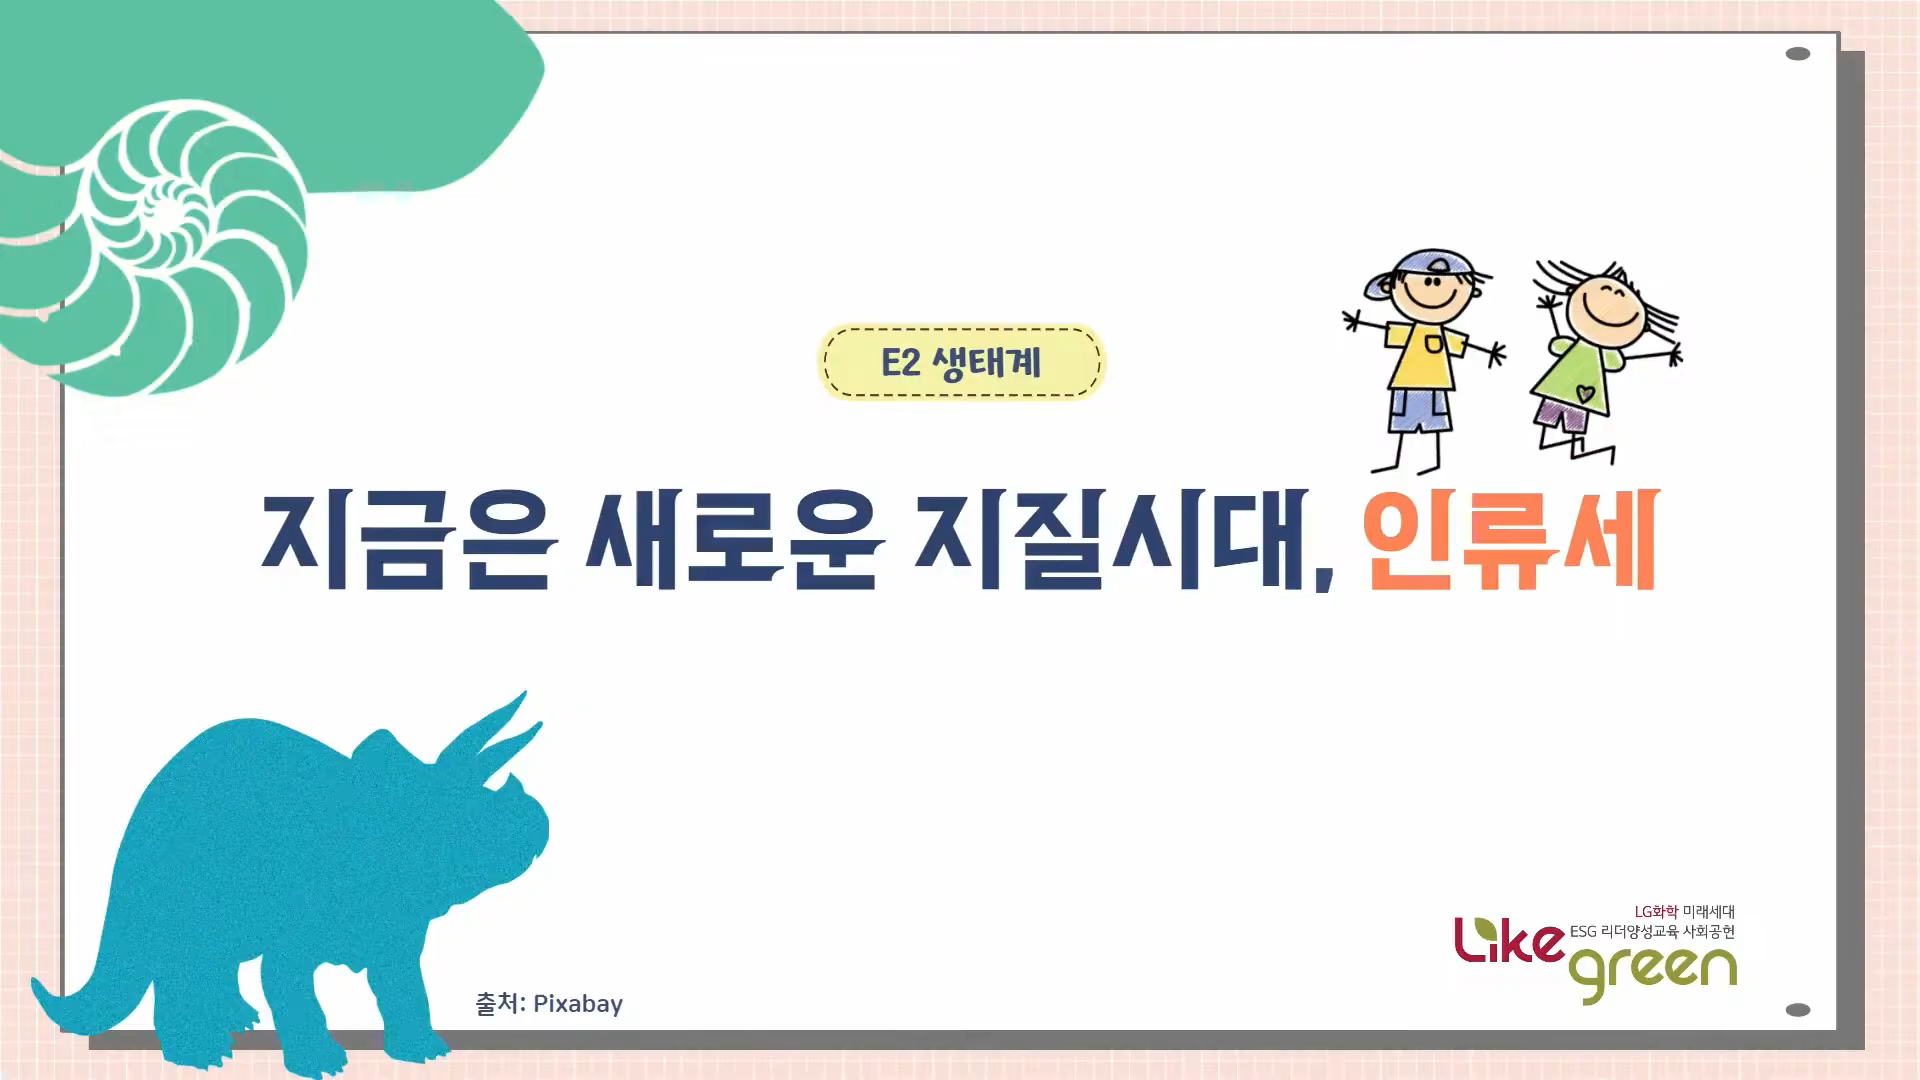 E2 생태계
지금은 새로운 지질시대, 인류세
LG화학 미래세대
ESG 리더양성교육 사회공헌
Like
green
출처: Pixabay